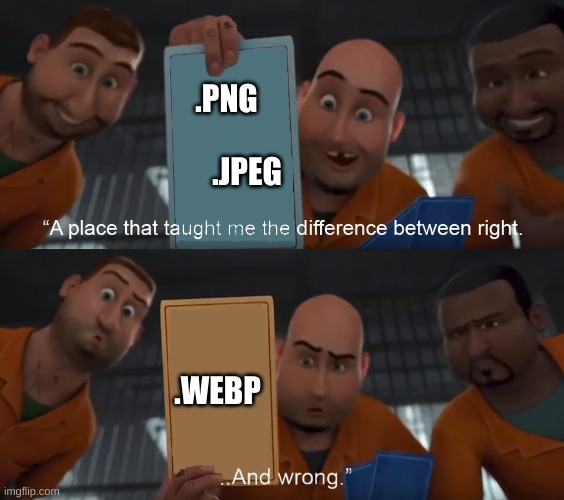 .PNG
.JPEG
“A place that taught me the difference between right.
.WEBP
..And wrong.”
imgflip.com